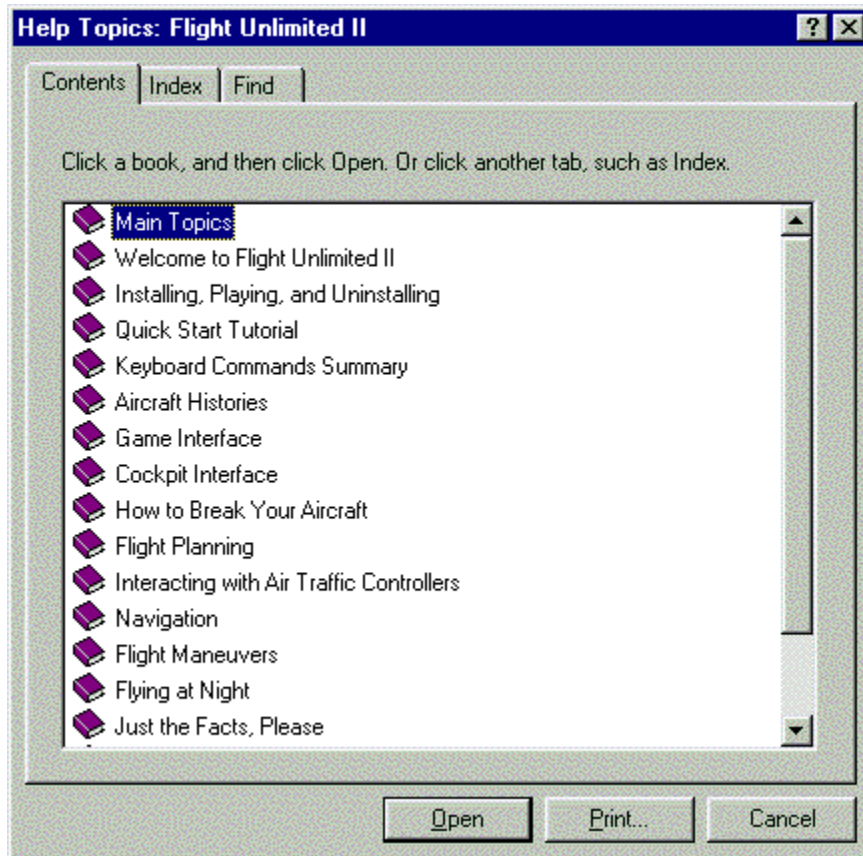 Help Topics: Flight Unlimited II
Contents Index Find
Click a book, and then click Open. Or click another tab, such as Index.
Main Topics
Welcome to Flight Unlimited II
Installing, Playing, and Uninstalling
Quick Start Tutorial
Keyboard Commands Summary
Aircraft Histories
Game Interface
Cockpit Interface
How to Break Your Aircraft
Flight Planning
Interacting with Air Traffic Controllers
Navigation
Flight Maneuvers
Flying at Night
Just the Facts, Please
Open Print... Cancel